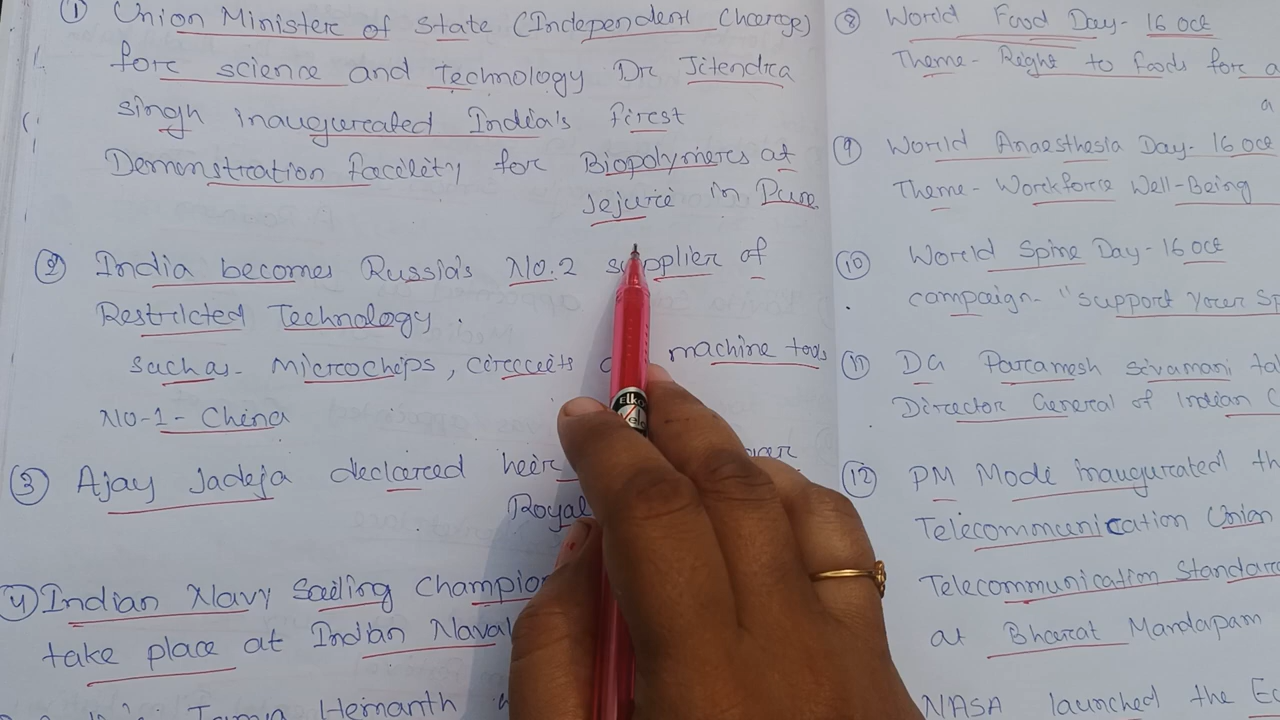 ① Union Minister of state (Independent Charge)
for science and technology Dr Jitendra
singh inaugurated India's first
Demonstration facility for Biopolymers at
Jejuri in Pune
② India becomes Russia's No.2 supplier of
Restricted Technology.
such as - microchips, circuits machine tools
No-1 - China
③ Ajay Jadeja declared heir
Royal
④ Indian Navy Sailing Champion
take place at Indian Naval
Hemanth
⑧ World Food Day - 16 oct
Theme - Right to foods for a
a
⑨ World Anaesthesia Day - 16 oct
Theme - Workforce Well-Being
⑩ World Spine Day - 16 oct
campaign - "support your Sp
⑪ DG Paramesh sivamani ta
Director General of Indian C
⑫ PM Modi inaugurated th
Telecommunication Union
Telecommunication Standard
at Bharat Mandapam
NASA launched the E
Elko